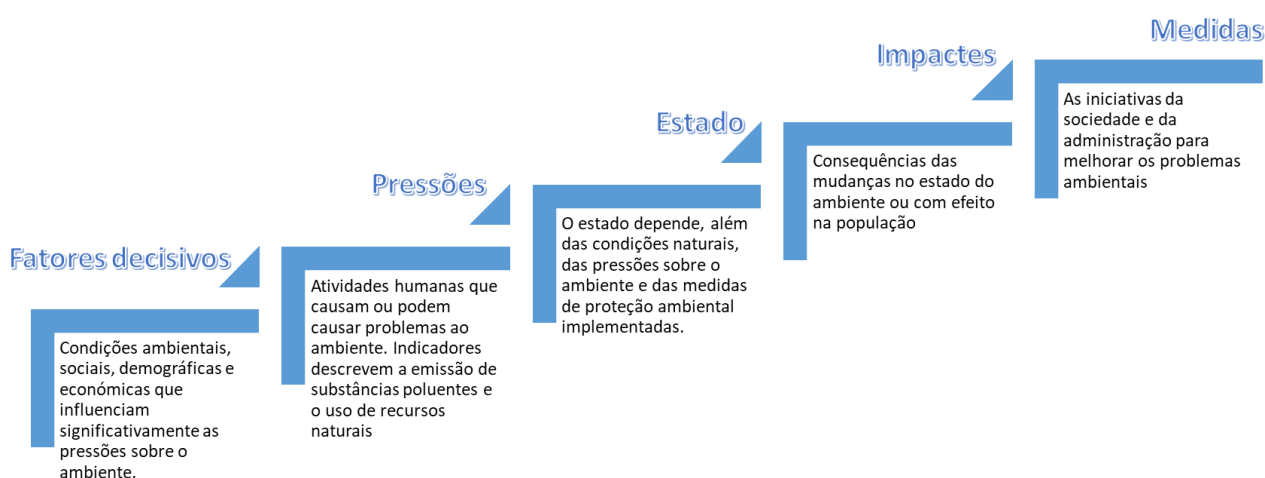 Fatores decisivos
Condições ambientais,
sociais, demográficas e
económicas que
influenciam
significativamente as
pressões sobre o
ambiente.
Pressões
Atividades humanas que
causam ou podem
causar problemas ao
ambiente. Indicadores
descrevem a emissão de
substâncias poluentes e
o uso de recursos
naturais
Estado
O estado depende, além
das condições naturais,
das pressões sobre o
ambiente e das medidas
de proteção ambiental
implementadas.
Impactes
Consequências das
mudanças no estado do
ambiente ou com efeito
na população
Medidas
As iniciativas da
sociedade e da
administração para
melhorar os problemas
ambientais